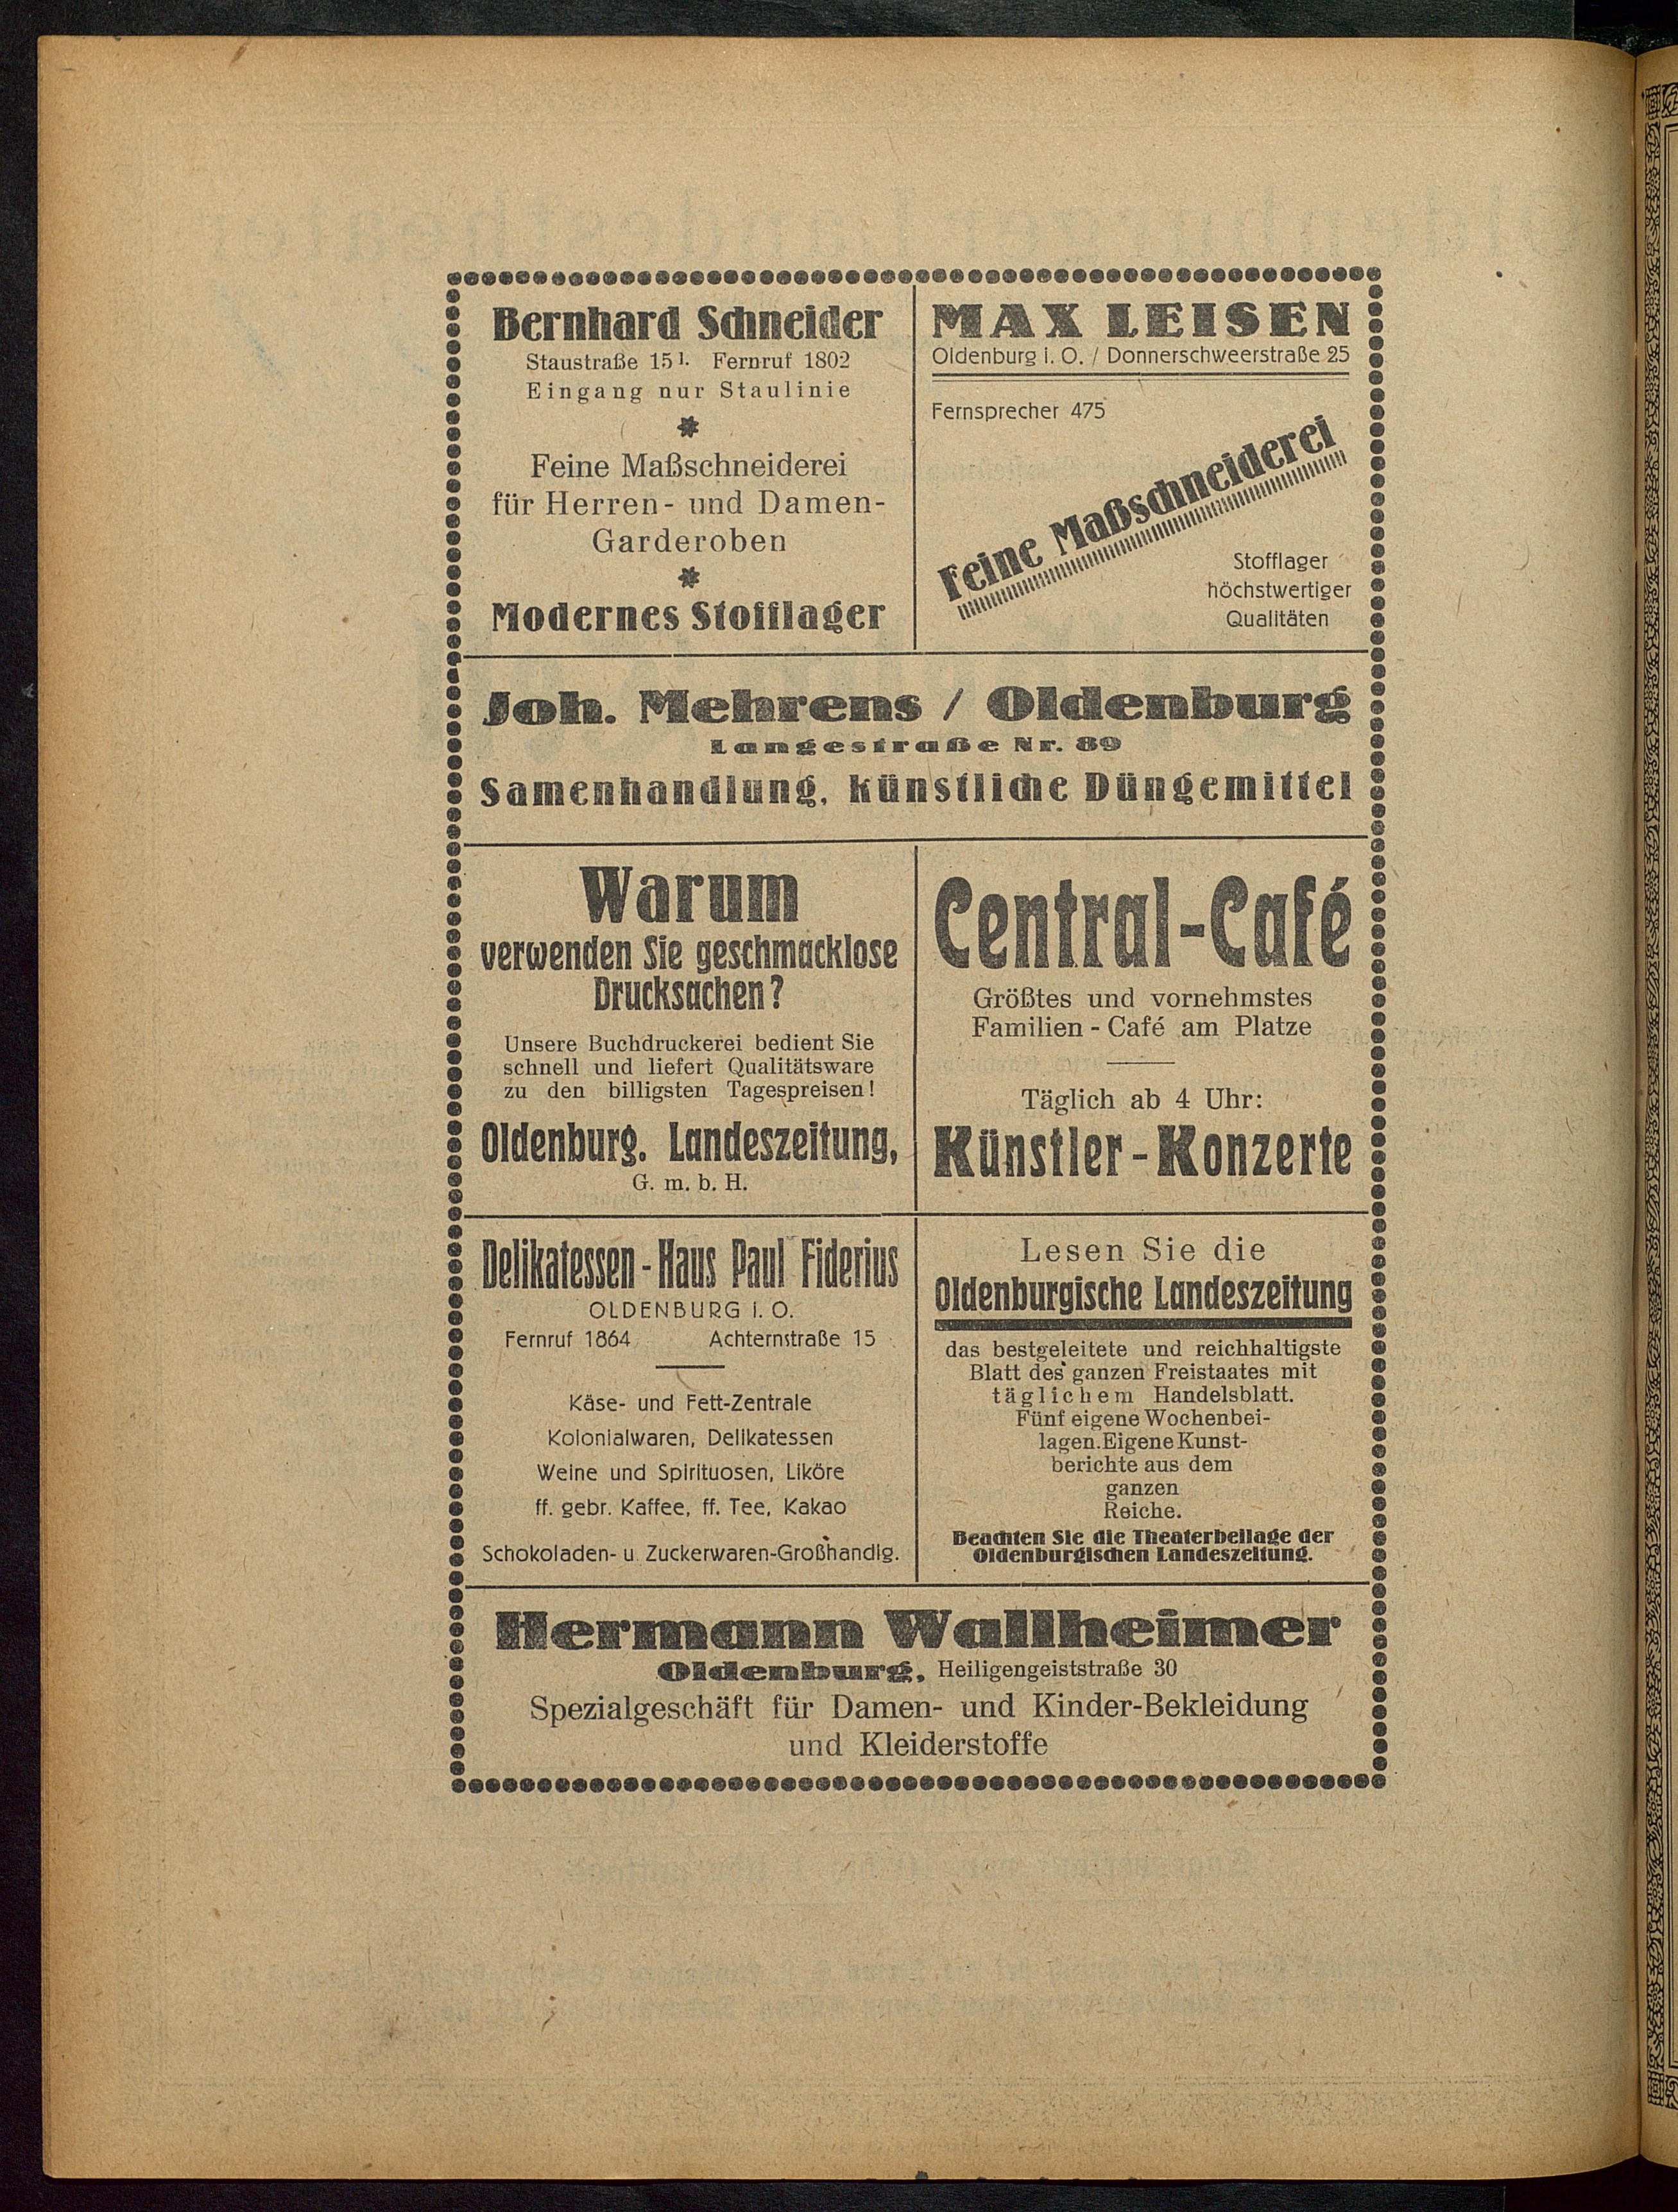 Bernhard Schneider
Staustraße 15 I. Fernruf 1802
Eingang nur Staulinie
Feine Maßschneiderei
für Herren- und Damen-
Garderoben
Modernes Stofflager
MAX LEISEN
Oldenburg i. O. / Donnerschweerstraße 25
Fernsprecher 475
Feine Maßschneiderei
Stofflager
höchstwertiger
Qualitäten
Joh. Mehrens / Oldenburg
Langestraße Nr. 89
Samenhandlung, künstliche Düngemittel
Warum
verwenden Sie geschmacklose
Drucksachen?
Unsere Buchdruckerei bedient Sie
schnell und liefert Qualitätsware
zu den billigsten Tagespreisen!
Oldenburg. Landeszeitung,
G. m. b. H.
Central-Café
Größtes und vornehmstes
Familien-Café am Platze
Täglich ab 4 Uhr:
Künstler-Konzerte
Delikatessen-Haus Paul Fiderius
OLDENBURG I. O.
Fernruf 1864 Achternstraße 15
Käse- und Fett-Zentrale
Kolonialwaren, Delikatessen
Weine und Spirituosen, Liköre
ff. gebr. Kaffee, ff. Tee, Kakao
Schokoladen- u. Zuckerwaren-Großhandlg.
Lesen Sie die
Oldenburgische Landeszeitung
das bestgeleitete und reichhaltigste
Blatt des ganzen Freistaates mit
täglichem Handelsblatt.
Fünf eigene Wochenbei-
lagen. Eigene Kunst-
berichte aus dem
ganzen
Reiche.
Beachten Sie die Theaterbeilage der
Oldenburgischen Landeszeitung.
Hermann Wallheimer
Oldenburg, Heiligengeiststraße 30
Spezialgeschäft für Damen- und Kinder-Bekleidung
und Kleiderstoffe